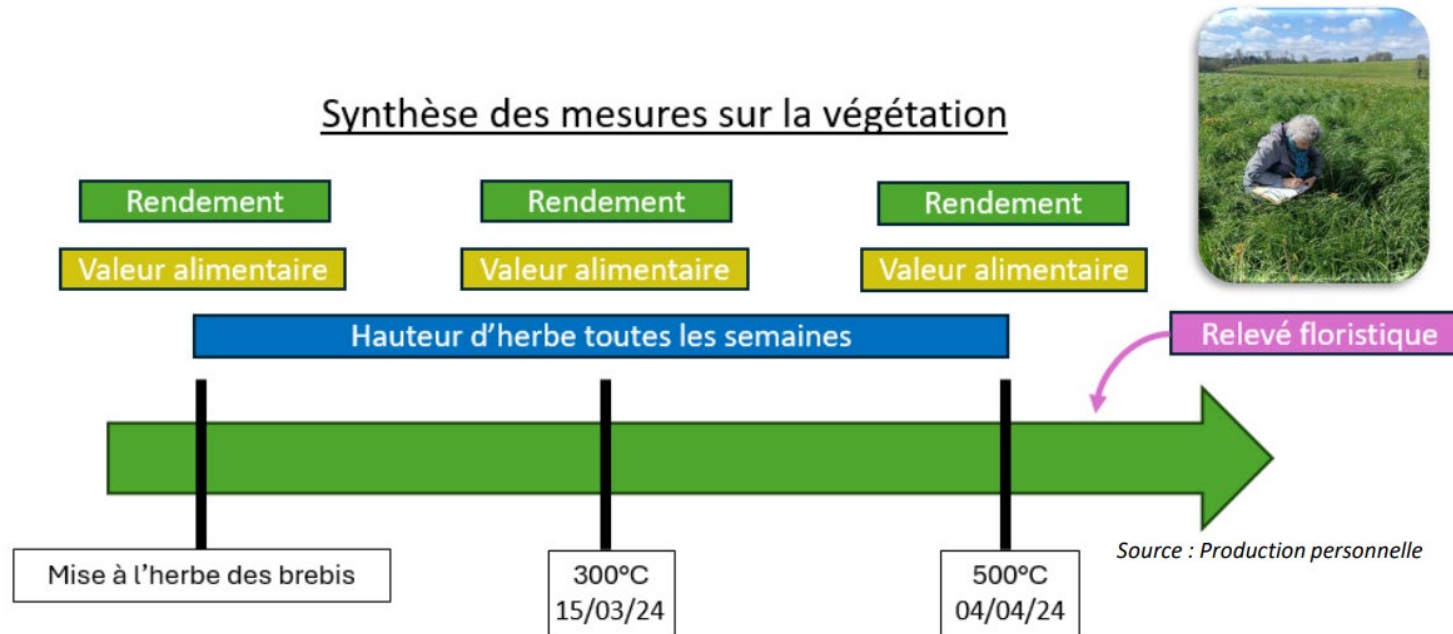 Synthèse des mesures sur la végétation
Rendement
Rendement
Rendement
Valeur alimentaire
Valeur alimentaire
Valeur alimentaire
Hauteur d’herbe toutes les semaines
Relevé floristique
Source : Production personnelle
Mise à l’herbe des brebis
300°C
15/03/24
500°C
04/04/24